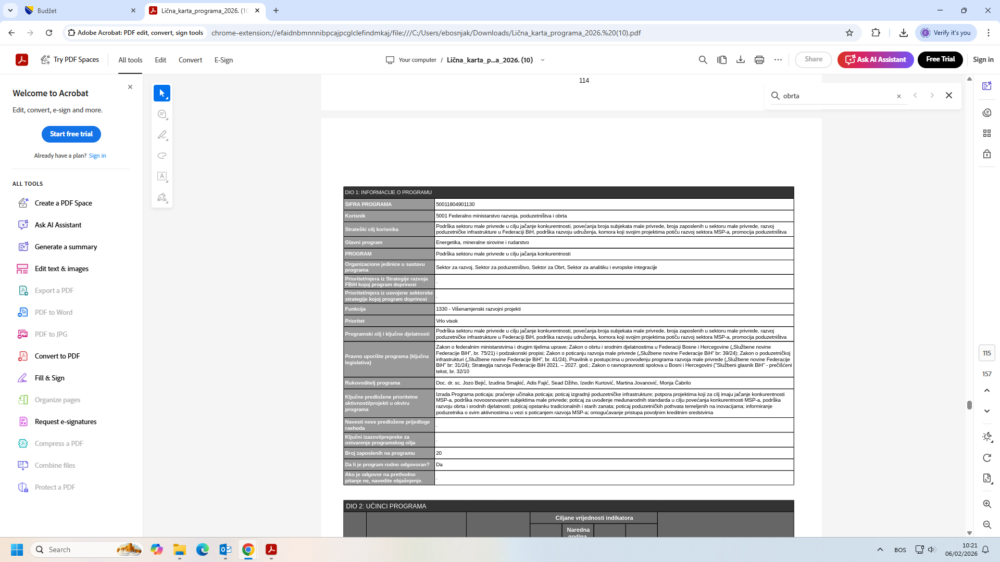 Budžet
Lična_karta_programa_2026. (10
Adobe Acrobat: PDF edit, convert, sign tools
chrome-extension://efaidnbmnnnibpcajpcglclefindmkaj/file:///C:/Users/ebosnjak/Downloads/Lična_karta_programa_2026.%20(10).pdf
E
Verify it's you
Try PDF Spaces
All tools
Edit
Convert
E-Sign
Your computer / Lična_karta_p...a_2026. (10)
Share
Ask AI Assistant
Free Trial
Sign in
Welcome to Acrobat
Edit, convert, e-sign and more.
Start free trial
Already have a plan? Sign in
ALL TOOLS
Create a PDF Space
Ask AI Assistant
Generate a summary
Edit text & images
Export a PDF
PDF to Word
PDF to JPG
Convert to PDF
Fill & Sign
Organize pages
Request e-signatures
Compress a PDF
Combine files
Protect a PDF
114
obrta
DIO 1: INFORMACIJE O PROGRAMU
ŠIFRA PROGRAMA
50011804901130
Korisnik
5001 Federalno ministarstvo razvoja, poduzetništva i obrta
Strateški cilj korisnika
Podrška sektoru male privrede u cilju jačanje konkurentnosti, povećanja broja subjekata male privrede, broja zaposlenih u sektoru male privrede, razvoj
poduzetničke infrastrukture u Federaciji BiH, podrška razvoju udruženja, komora koji svojim projektima potiču razvoj sektora MSP-a, promocija poduzetništva
Glavni program
Energetika, mineralne sirovine i rudarstvo
PROGRAM
Podrška sektoru male privrede u cilju jačanja konkurentnosti
Organizacione jedinice u sastavu
programa
Sektor za razvoj, Sektor za poduzetništvo, Sektor za Obrt, Sektor za analitiku i evropske integracije
Prioritet/mjera iz Strategije razvoja
FBiH kojoj program doprinosi
.
Prioritet/mjera iz usvojene sektorske
strategije kojoj program doprinosi
.
Funkcija
1330 - Višenamjenski razvojni projekti
Prioritet
Vrlo visok
Programski cilj i ključne djelatnosti
Podrška sektoru male privrede u cilju jačanje konkurentnosti, povećanja broja subjekata male privrede, broja zaposlenih u sektoru male privrede, razvoj
poduzetničke infrastrukture u Federaciji BiH, podrška razvoju udruženja, komora koji svojim projektima potiču razvoj sektora MSP-a, promocija poduzetništva
Pravno uporište programa (ključna
legislativa)
Zakon o federalnim ministarstvima i drugim tijelima uprave; Zakon o obrtu i srodnim djelatnostima u Federaciji Bosne i Hercegovine („Službene novine
Federacije BiH", br. 75/21) i podzakonski propisi; Zakon o poticanju razvoja male privrede („Službene novine Federacije BiH“ br: 39/24); Zakon o poduzetničkoj
infrastrukturi („Službene novine Federacije BiH", br. 41/24), Pravilnik o postupcima u provođenju programa razvoja male privrede („Službene novine Federacije
BiH" br: 31/24); Strategija razvoja Federacije BiH 2021. – 2027. god.; Zakon o ravnopravnosti spolova u Bosni i Hercegovini ("Službeni glasnik BiH" - prečišćeni
tekst, br. 32/10
Rukovoditelj programa
Doc. dr. sc. Jozo Bejić, Izudina Smajkić, Adis Fajić, Sead Džiho, Izedin Kurtović, Martina Jovanović, Monja Čabrilo
Ključne predložene prioritetne
aktivnosti/projekti u okviru
programa
Izrada Programa poticaja; praćenje učinaka poticaja; poticaj izgradnji poduzetničke infrastrukture; potpora projektima koji za cilj imaju jačanje konkurentnosti
MSP-a, podrška novoosnovanim subjektima male privrede; poticaj za uvođenje međunarodnih standarda u cilju povećanja konkurentnosti MSP-a, podrška
razvoju obrta i srodnih djelatnosti; poticaj opstanku tradicionalnih i starih zanata; poticaj poduzetničkih pothvata temeljenih na inovacijama; informiranje
poduzetnika o svim aktivnostima u vezi s poticanjem razvoja MSP-a; omogućavanje pristupa povoljnim kreditnim sredstvima
Navesti nove predložene prijedloge
rashoda
.
Ključni izazovi/prepreke za
ostvarenje programskog cilja
.
Broj zaposlenih na programu
20
Da li je program rodno odgovoran?
Da
Ako je odgovor na prethodno
pitanje ne, navedite objašnjenje.
.
DIO 2: UČINCI PROGRAMA
Ciljane vrijednosti indikatora
Naredna
godina
115
157
Search
BOS
10:21
06/02/2026